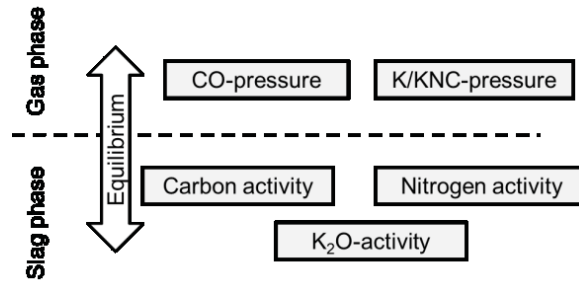 Gas phase
CO-pressure
K/KNC-pressure
Equilibrium
Slag phase
Carbon activity
Nitrogen activity
K₂O-activity